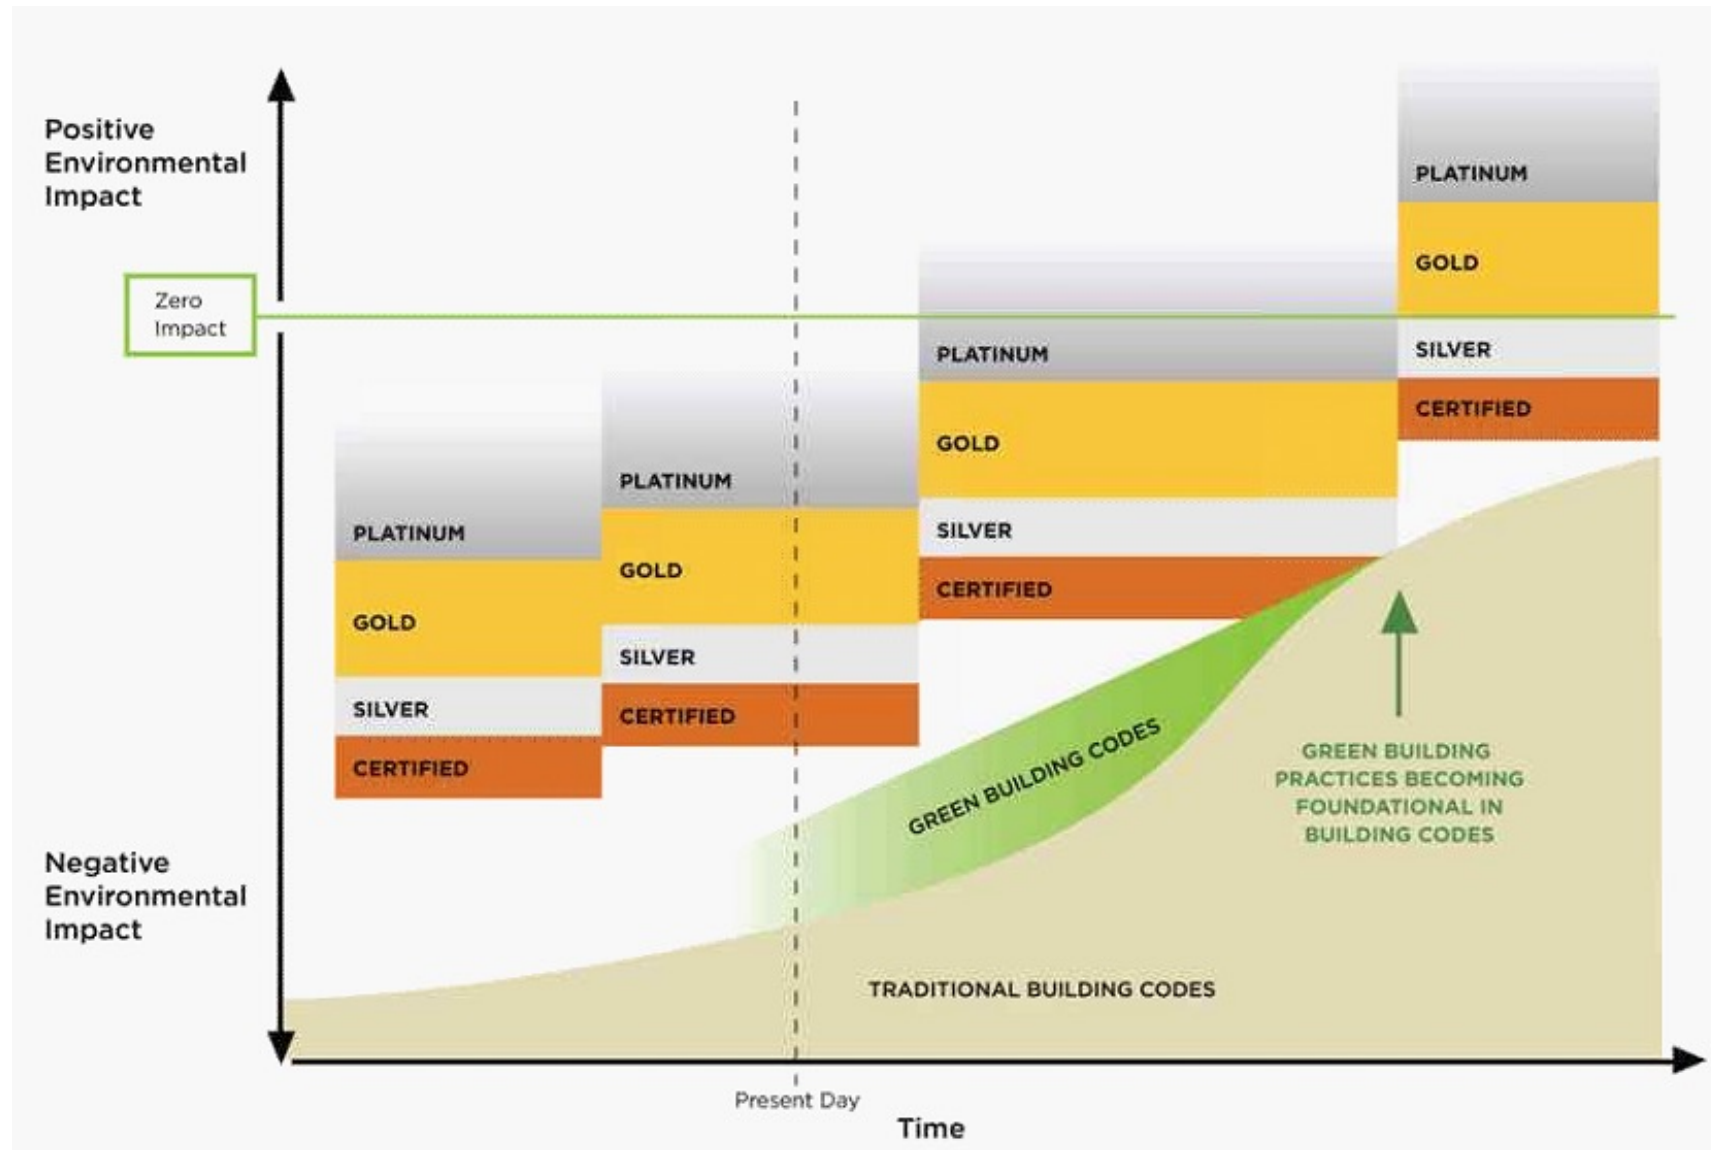 Positive
Environmental
Impact
Zero
Impact
Negative
Environmental
Impact
PLATINUM
GOLD
SILVER
CERTIFIED
PLATINUM
GOLD
SILVER
CERTIFIED
PLATINUM
GOLD
SILVER
CERTIFIED
PLATINUM
GOLD
SILVER
CERTIFIED
GREEN BUILDING CODES
GREEN BUILDING
PRACTICES BECOMING
FOUNDATIONAL IN
BUILDING CODES
TRADITIONAL BUILDING CODES
Present Day
Time